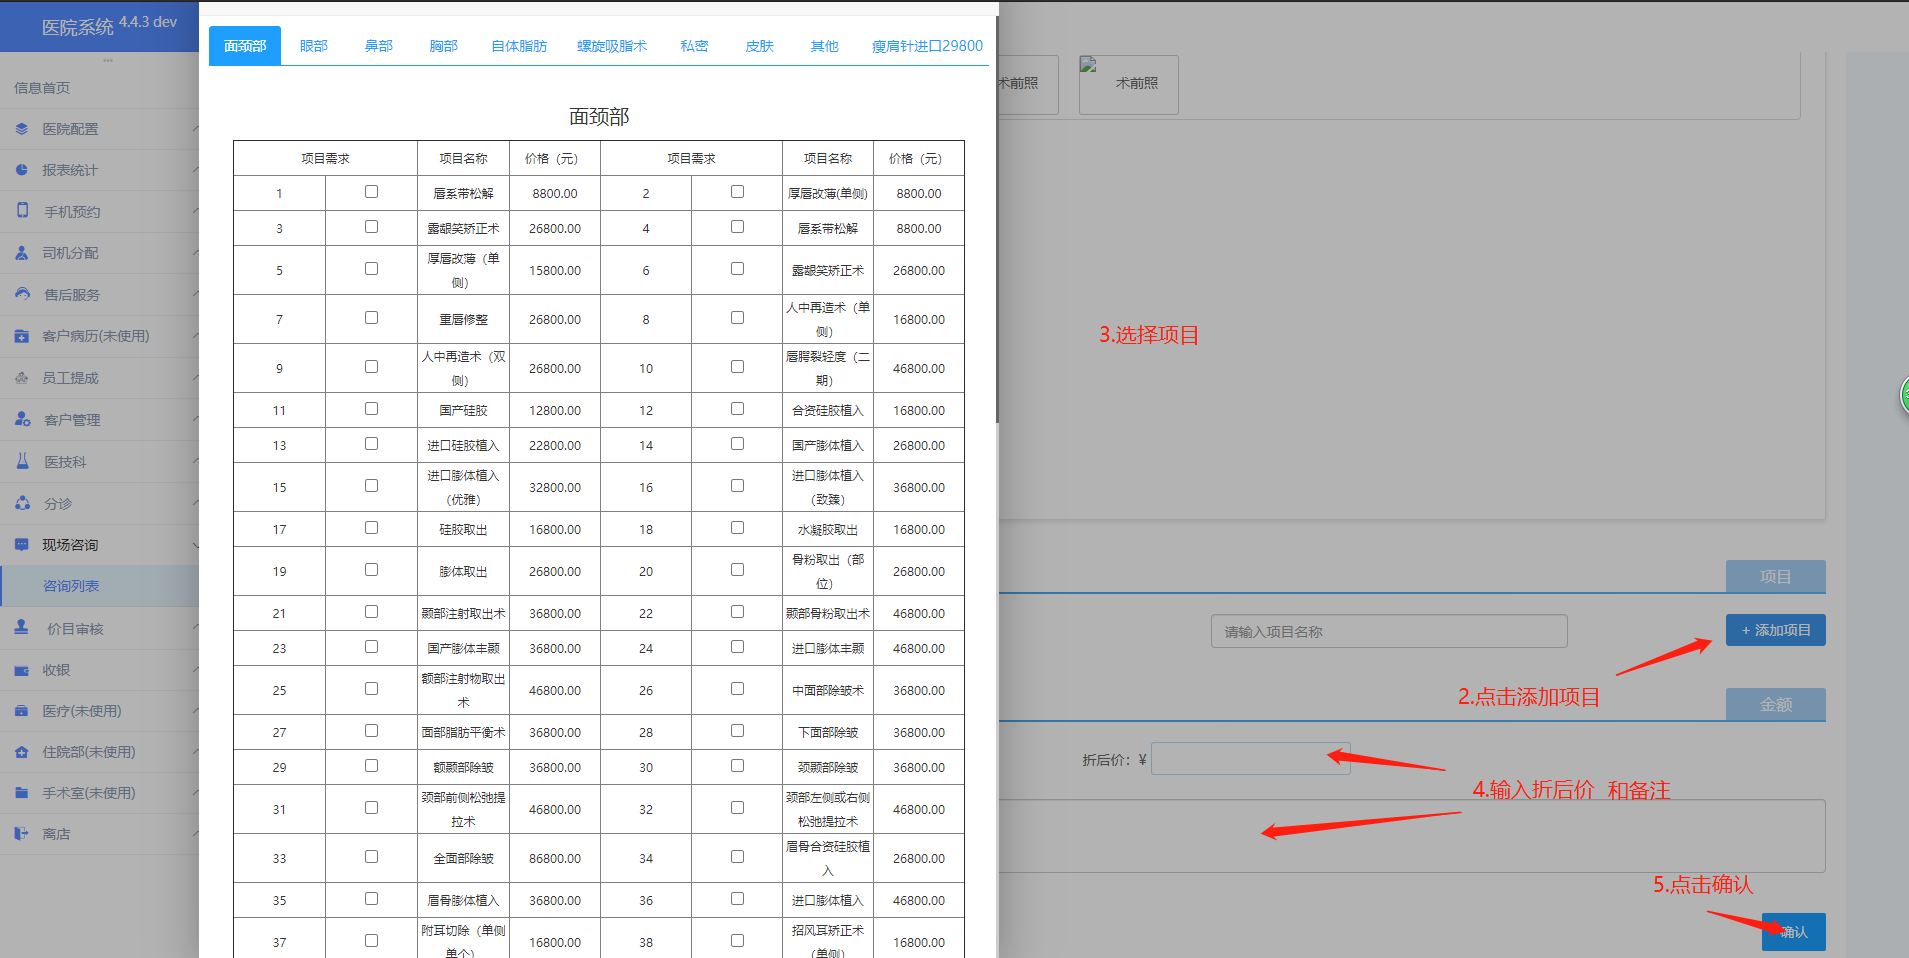 医院系统 4.4.3 dev
信息首页
医院配置
报表统计
手机预约
司机分配
售后服务
客户病历(未使用)
员工提成
客户管理
医技科
分诊
现场咨询
咨询列表
价目审核
收银
医疗(未使用)
住院部(未使用)
手术室(未使用)
离店
面颈部 眼部 鼻部 胸部 自体脂肪 螺旋吸脂术 私密 皮肤 其他 瘦肩针进口29800
面颈部
项目需求 项目名称 价格（元） 项目需求 项目名称 价格（元）
1 唇系带松解 8800.00 2 厚唇改薄(单侧) 8800.00
3 露龈笑矫正术 26800.00 4 唇系带松解 8800.00
5 厚唇改薄（单侧） 15800.00 6 露龈笑矫正术 26800.00
7 重唇修整 26800.00 8 人中再造术（单侧） 16800.00
9 人中再造术（双侧） 26800.00 10 唇腭裂轻度（二期） 46800.00
11 国产硅胶 12800.00 12 合资硅胶植入 16800.00
13 进口硅胶植入 22800.00 14 国产膨体植入 26800.00
15 进口膨体植入（优雅） 32800.00 16 进口膨体植入（致臻） 36800.00
17 硅胶取出 16800.00 18 水凝胶取出 16800.00
19 膨体取出 26800.00 20 骨粉取出（部位） 26800.00
21 颞部注射取出术 36800.00 22 颞部骨粉取出术 46800.00
23 国产膨体丰颞 36800.00 24 进口膨体丰颞 46800.00
25 额部注射物取出术 46800.00 26 中面部除皱术 36800.00
27 面部脂肪平衡术 36800.00 28 下面部除皱 36800.00
29 额颞部除皱 36800.00 30 颈颞部除皱 36800.00
31 颈部前侧松弛提拉术 46800.00 32 颈部左侧或右侧松弛提拉术 46800.00
33 全面部除皱 86800.00 34 眉骨合资硅胶植入 26800.00
35 眉骨膨体植入 36800.00 36 进口膨体植入 46800.00
37 附耳切除（单侧单个） 16800.00 38 招风耳矫正术（单侧） 16800.00
术前照 术前照
3.选择项目
项目
请输入项目名称 + 添加项目
2.点击添加项目
金额
折后价：¥
4.输入折后价 和备注
5.点击确认
确认